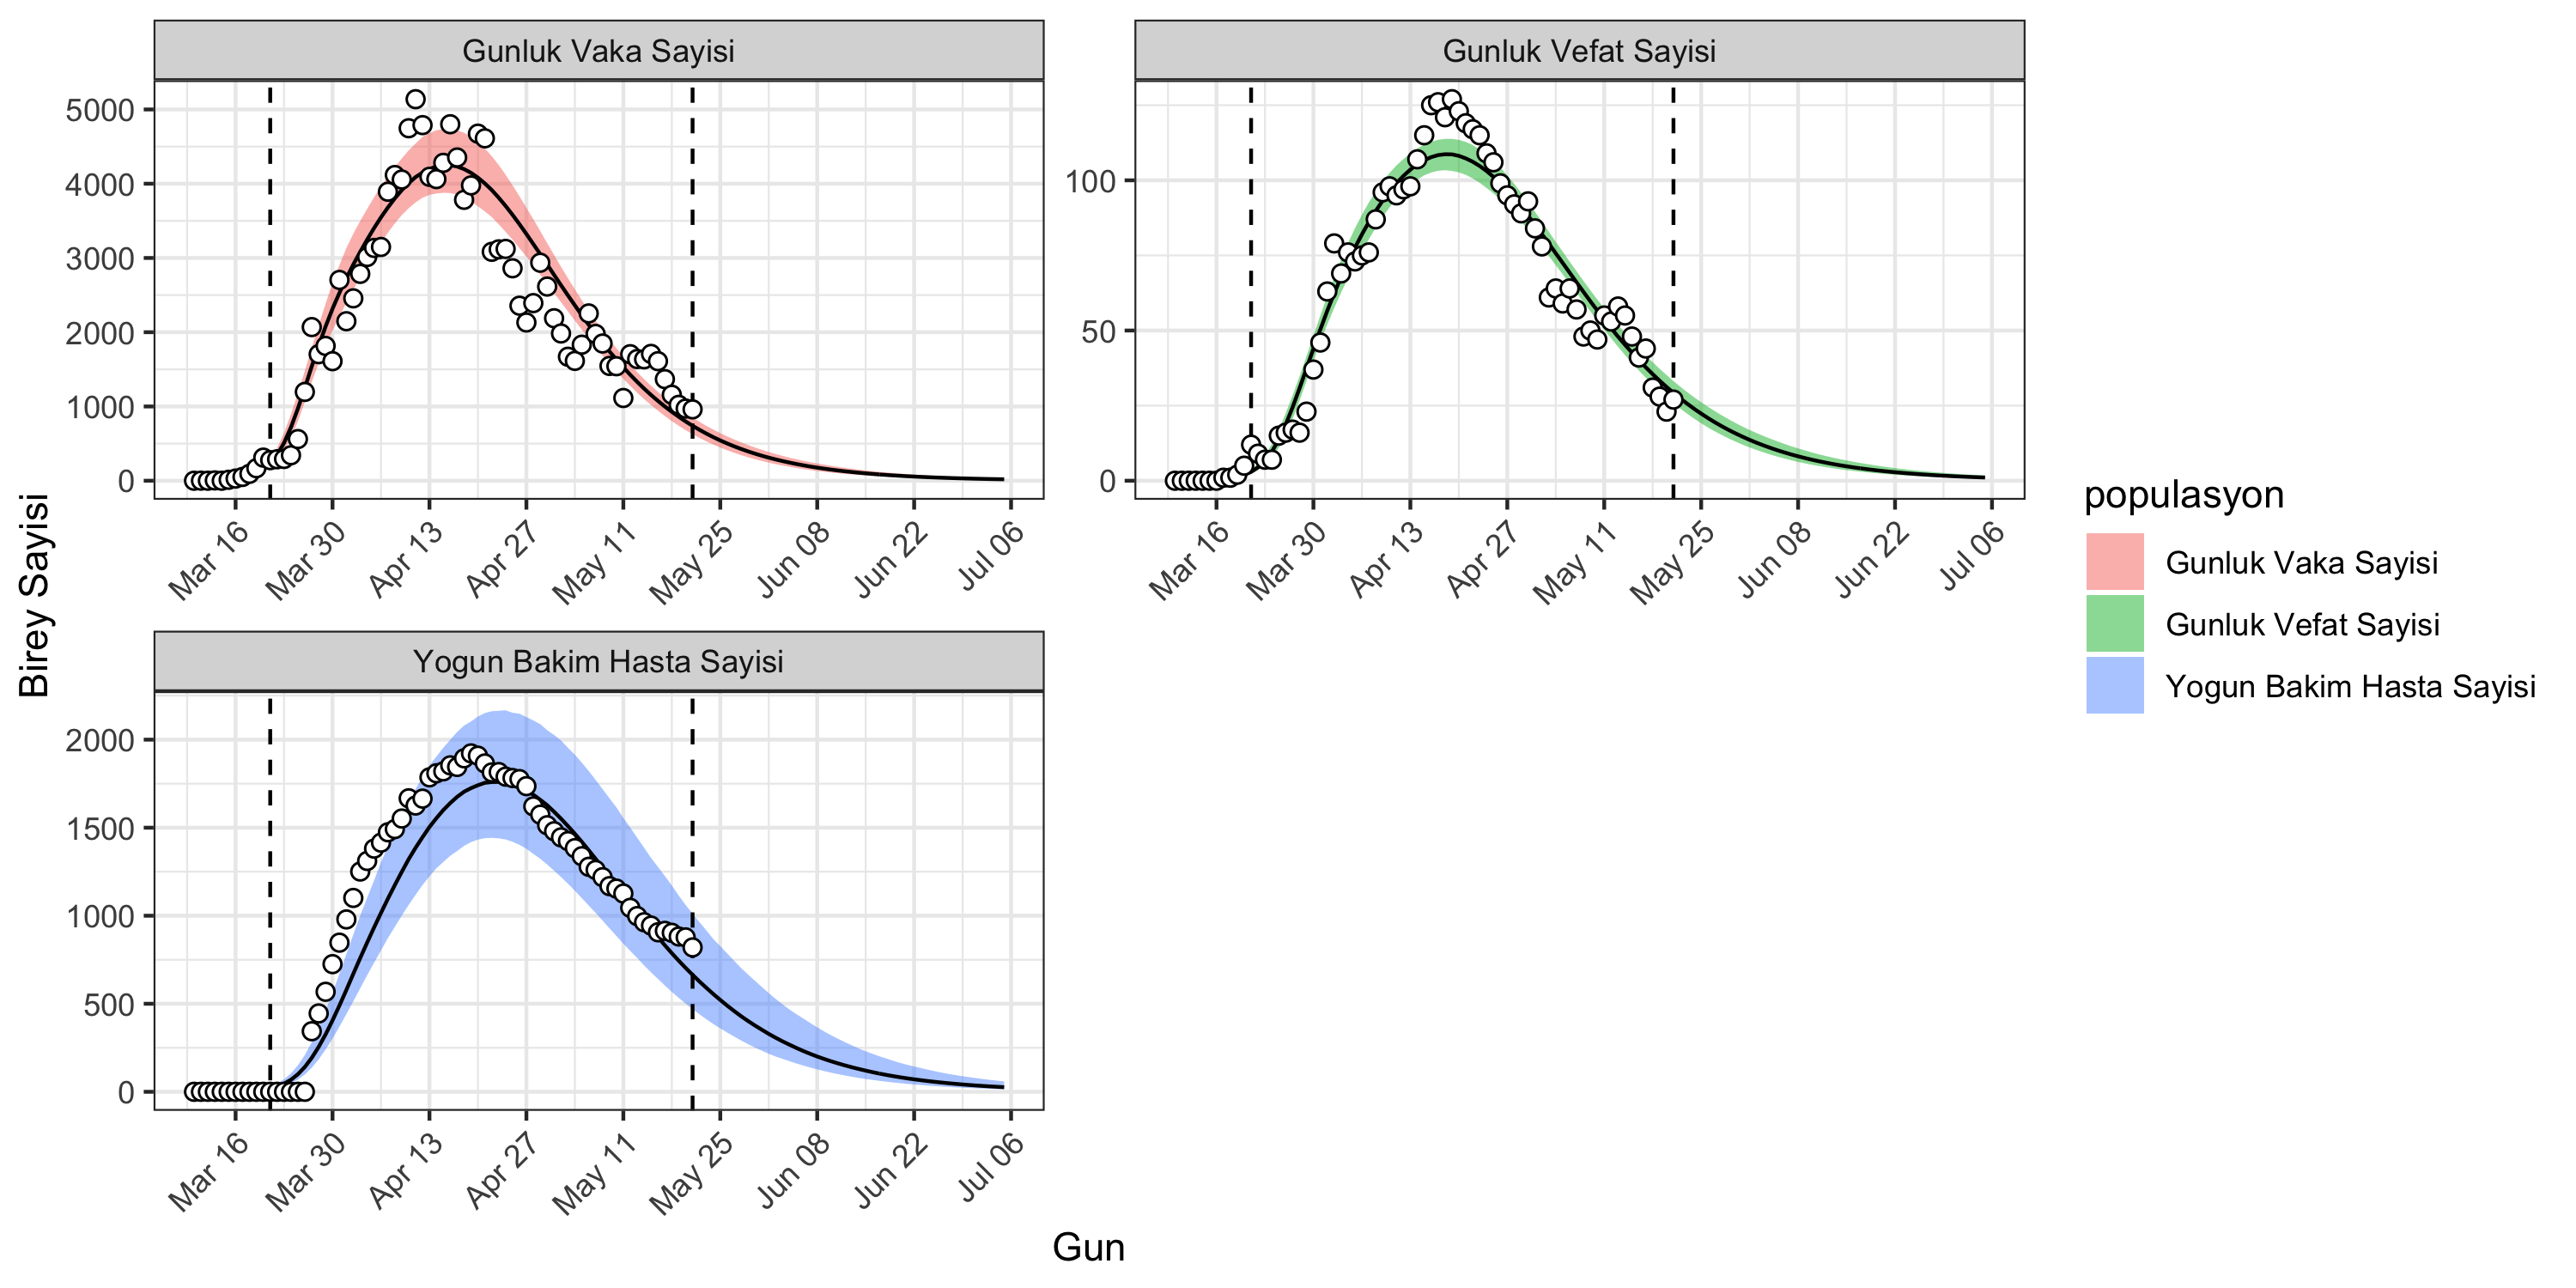 Gunluk Vaka Sayisi
Gunluk Vefat Sayisi
5000
4000
3000
2000
1000
0
100
50
0
Mar 16
Mar 30
Apr 13
Apr 27
May 11
May 25
Jun 08
Jun 22
Jul 06
Mar 16
Mar 30
Apr 13
Apr 27
May 11
May 25
Jun 08
Jun 22
Jul 06
Birey Sayisi
Yogun Bakim Hasta Sayisi
2000
1500
1000
500
0
Mar 16
Mar 30
Apr 13
Apr 27
May 11
May 25
Jun 08
Jun 22
Jul 06
Gun
populasyon
Gunluk Vaka Sayisi
Gunluk Vefat Sayisi
Yogun Bakim Hasta Sayisi